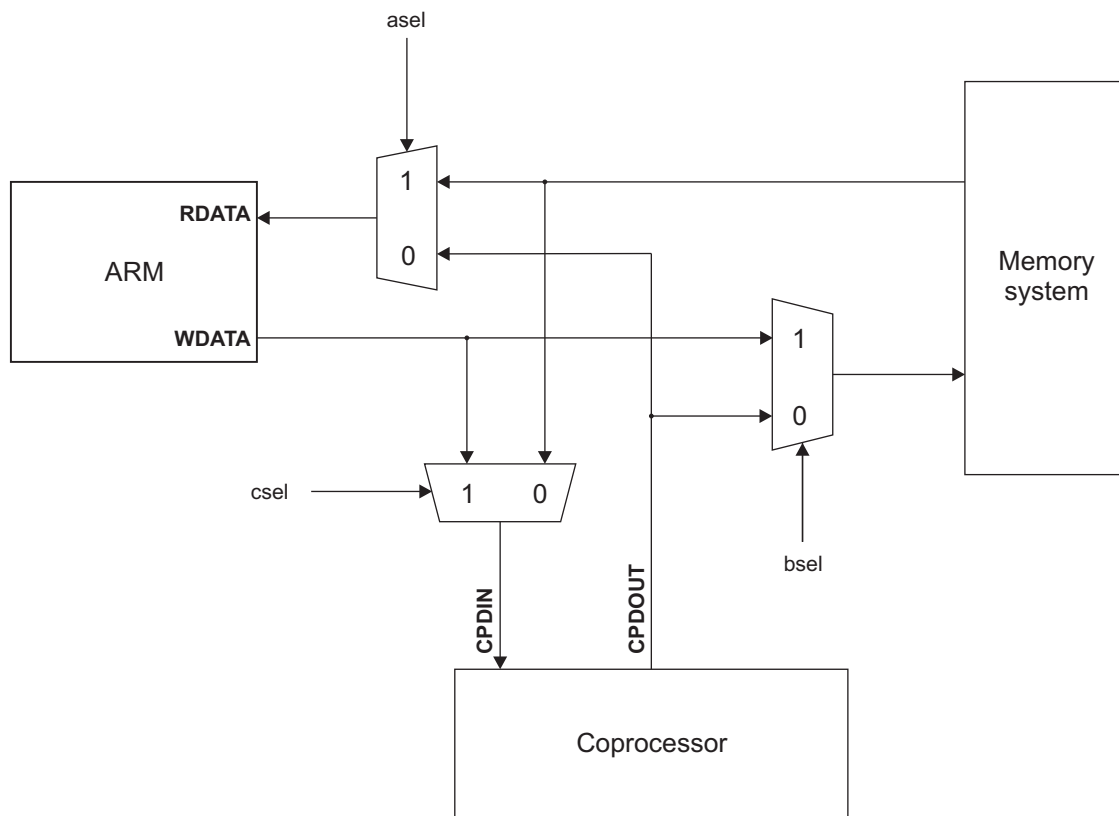 asel
1
RDATA
0
ARM
Memory
system
WDATA
1
0
csel
1 0
bsel
CPDIN
CPDOUT
Coprocessor